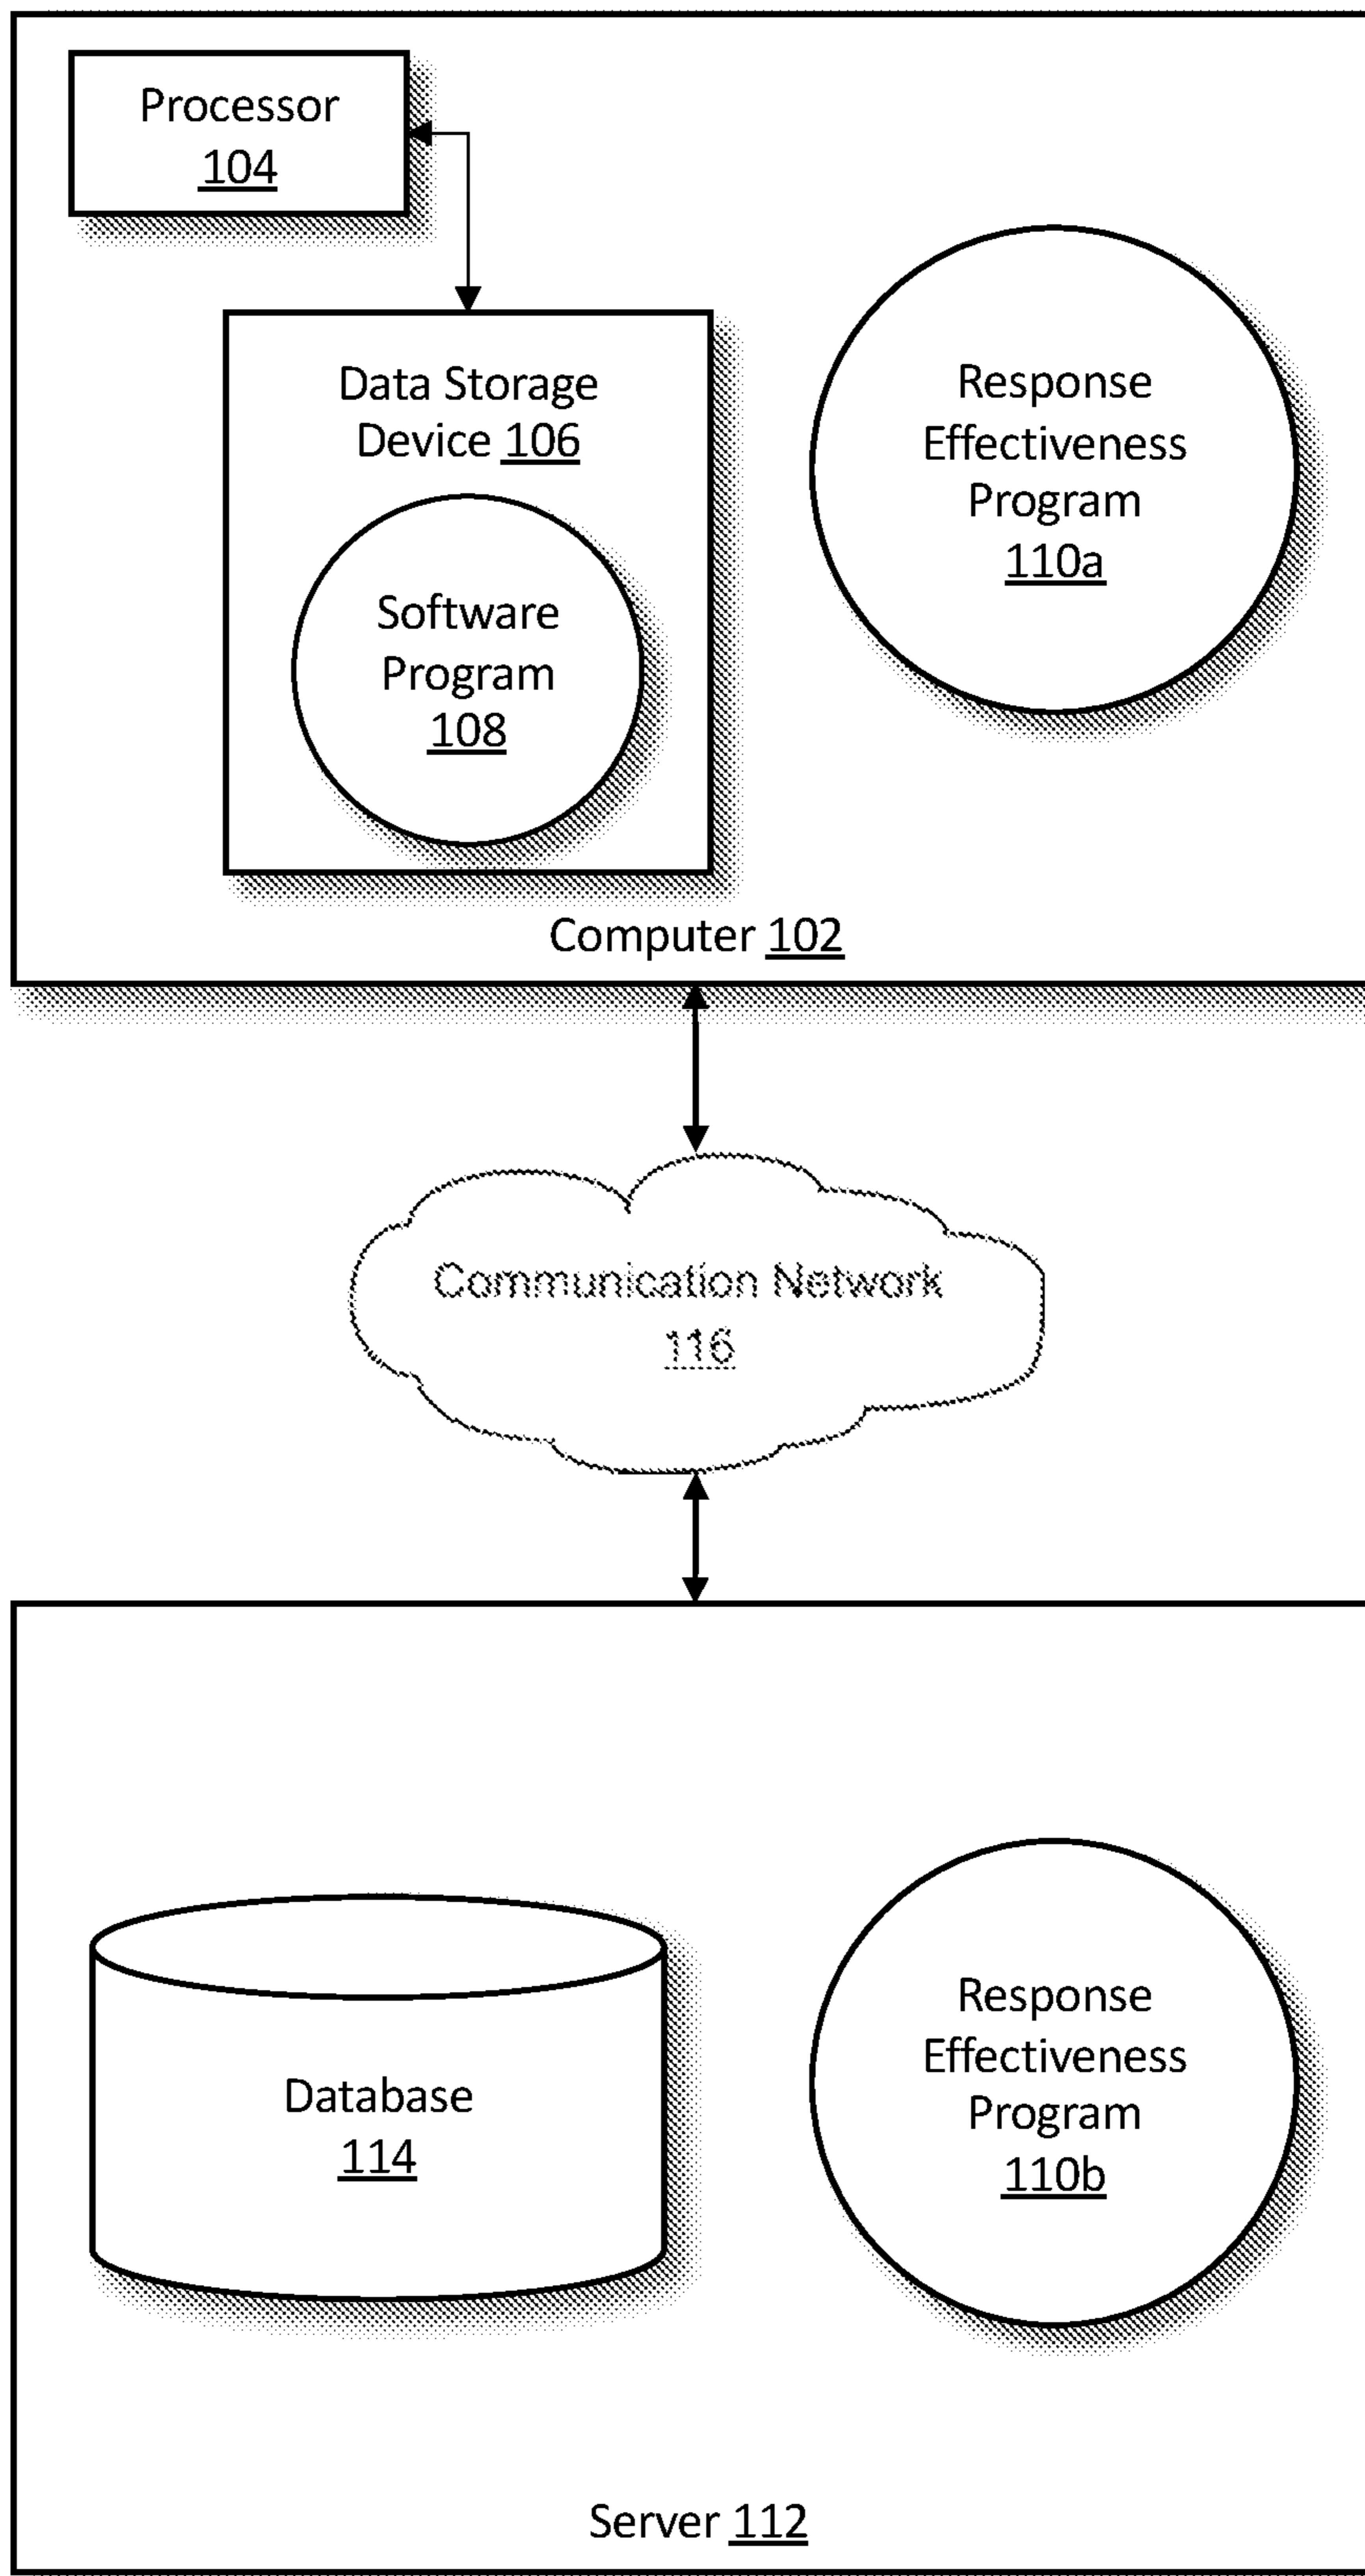 Processor
104
Data Storage
Device 106
Software
Program
108
Response
Effectiveness
Program
110a
Computer 102
Communication Network
116
Database
114
Response
Effectiveness
Program
110b
Server 112